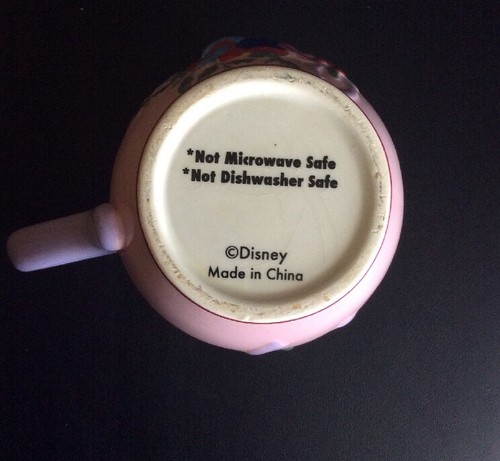 *Not Microwave Safe
*Not Dishwasher Safe
©Disney
Made in China